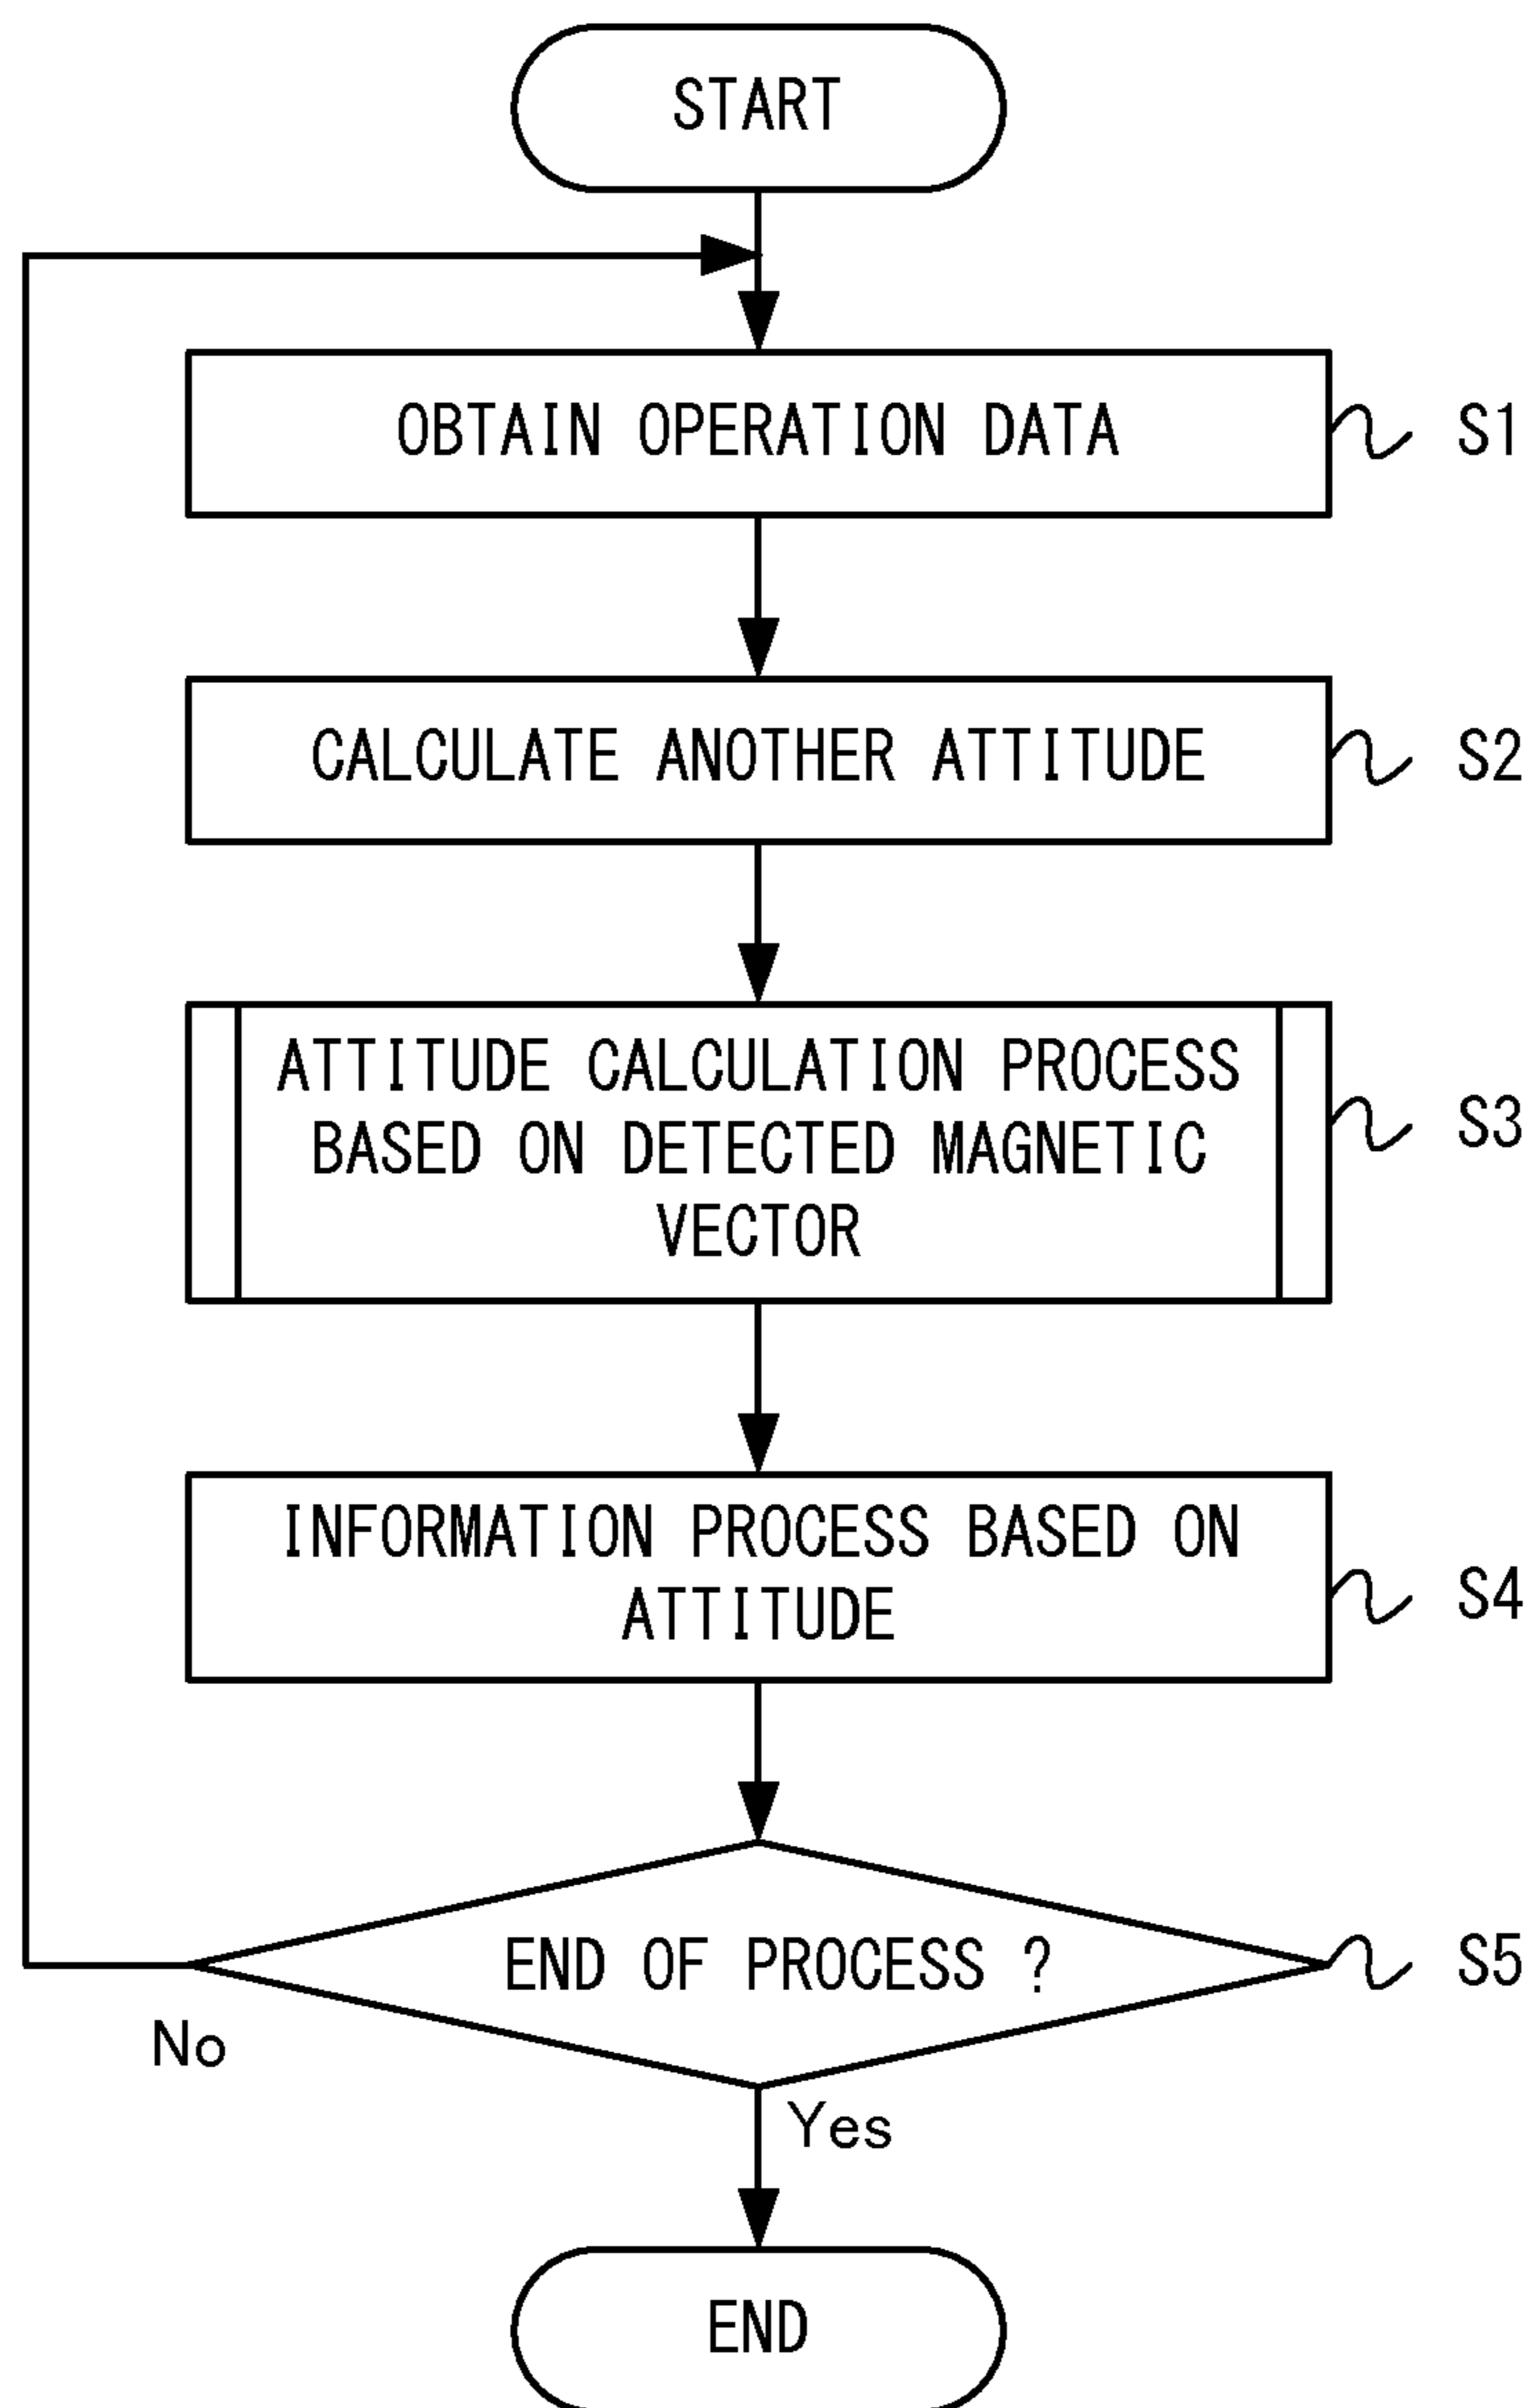 START
OBTAIN OPERATION DATA
S1
CALCULATE ANOTHER ATTITUDE
S2
ATTITUDE CALCULATION PROCESS
BASED ON DETECTED MAGNETIC
VECTOR
S3
INFORMATION PROCESS BASED ON
ATTITUDE
S4
END OF PROCESS ?
S5
No
Yes
END